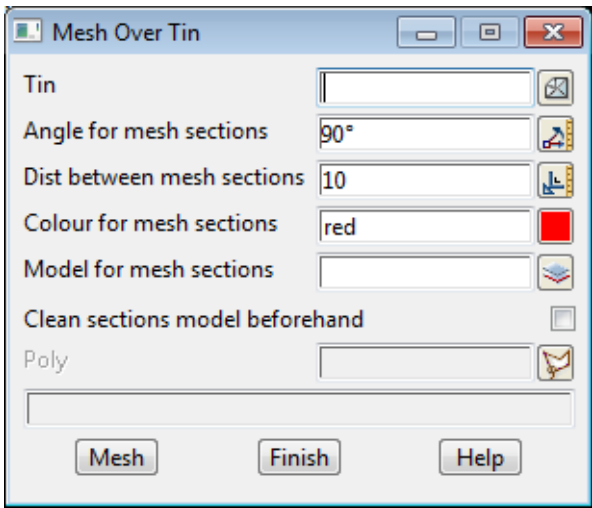 Mesh Over Tin
Tin
Angle for mesh sections 90°
Dist between mesh sections 10
Colour for mesh sections red
Model for mesh sections
Clean sections model beforehand
Poly
Mesh Finish Help